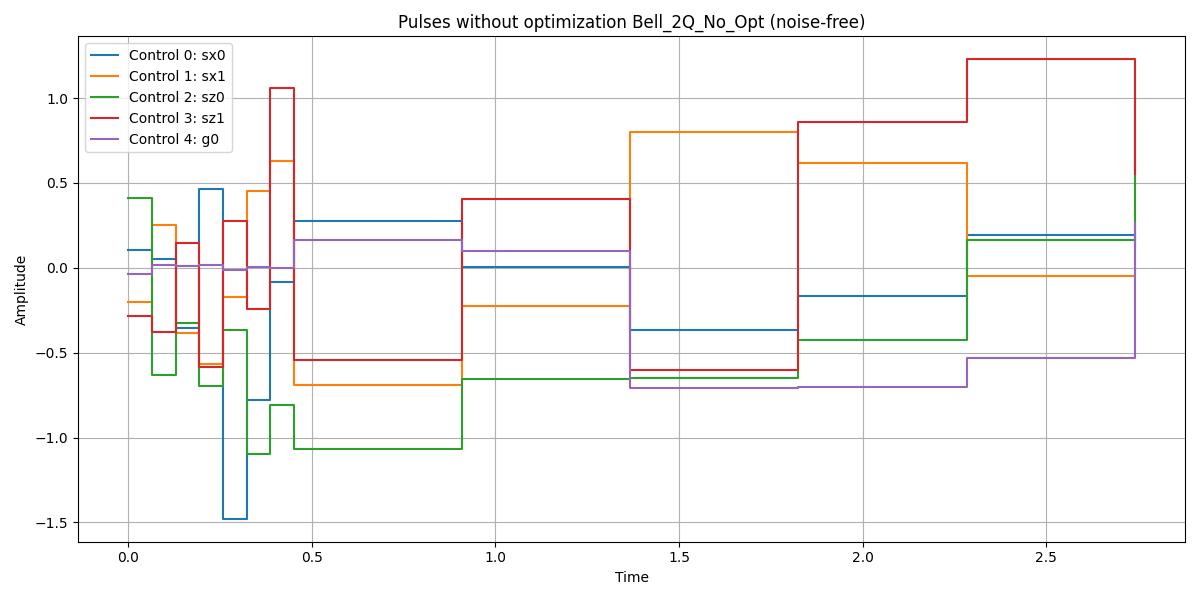 Pulses without optimization Bell_2Q_No_Opt (noise-free)
Control 0: sx0
Control 1: sx1
Control 2: sz0
Control 3: sz1
Control 4: g0
Amplitude
1.0
0.5
0.0
−0.5
−1.0
−1.5
0.0
0.5
1.0
1.5
2.0
2.5
Time